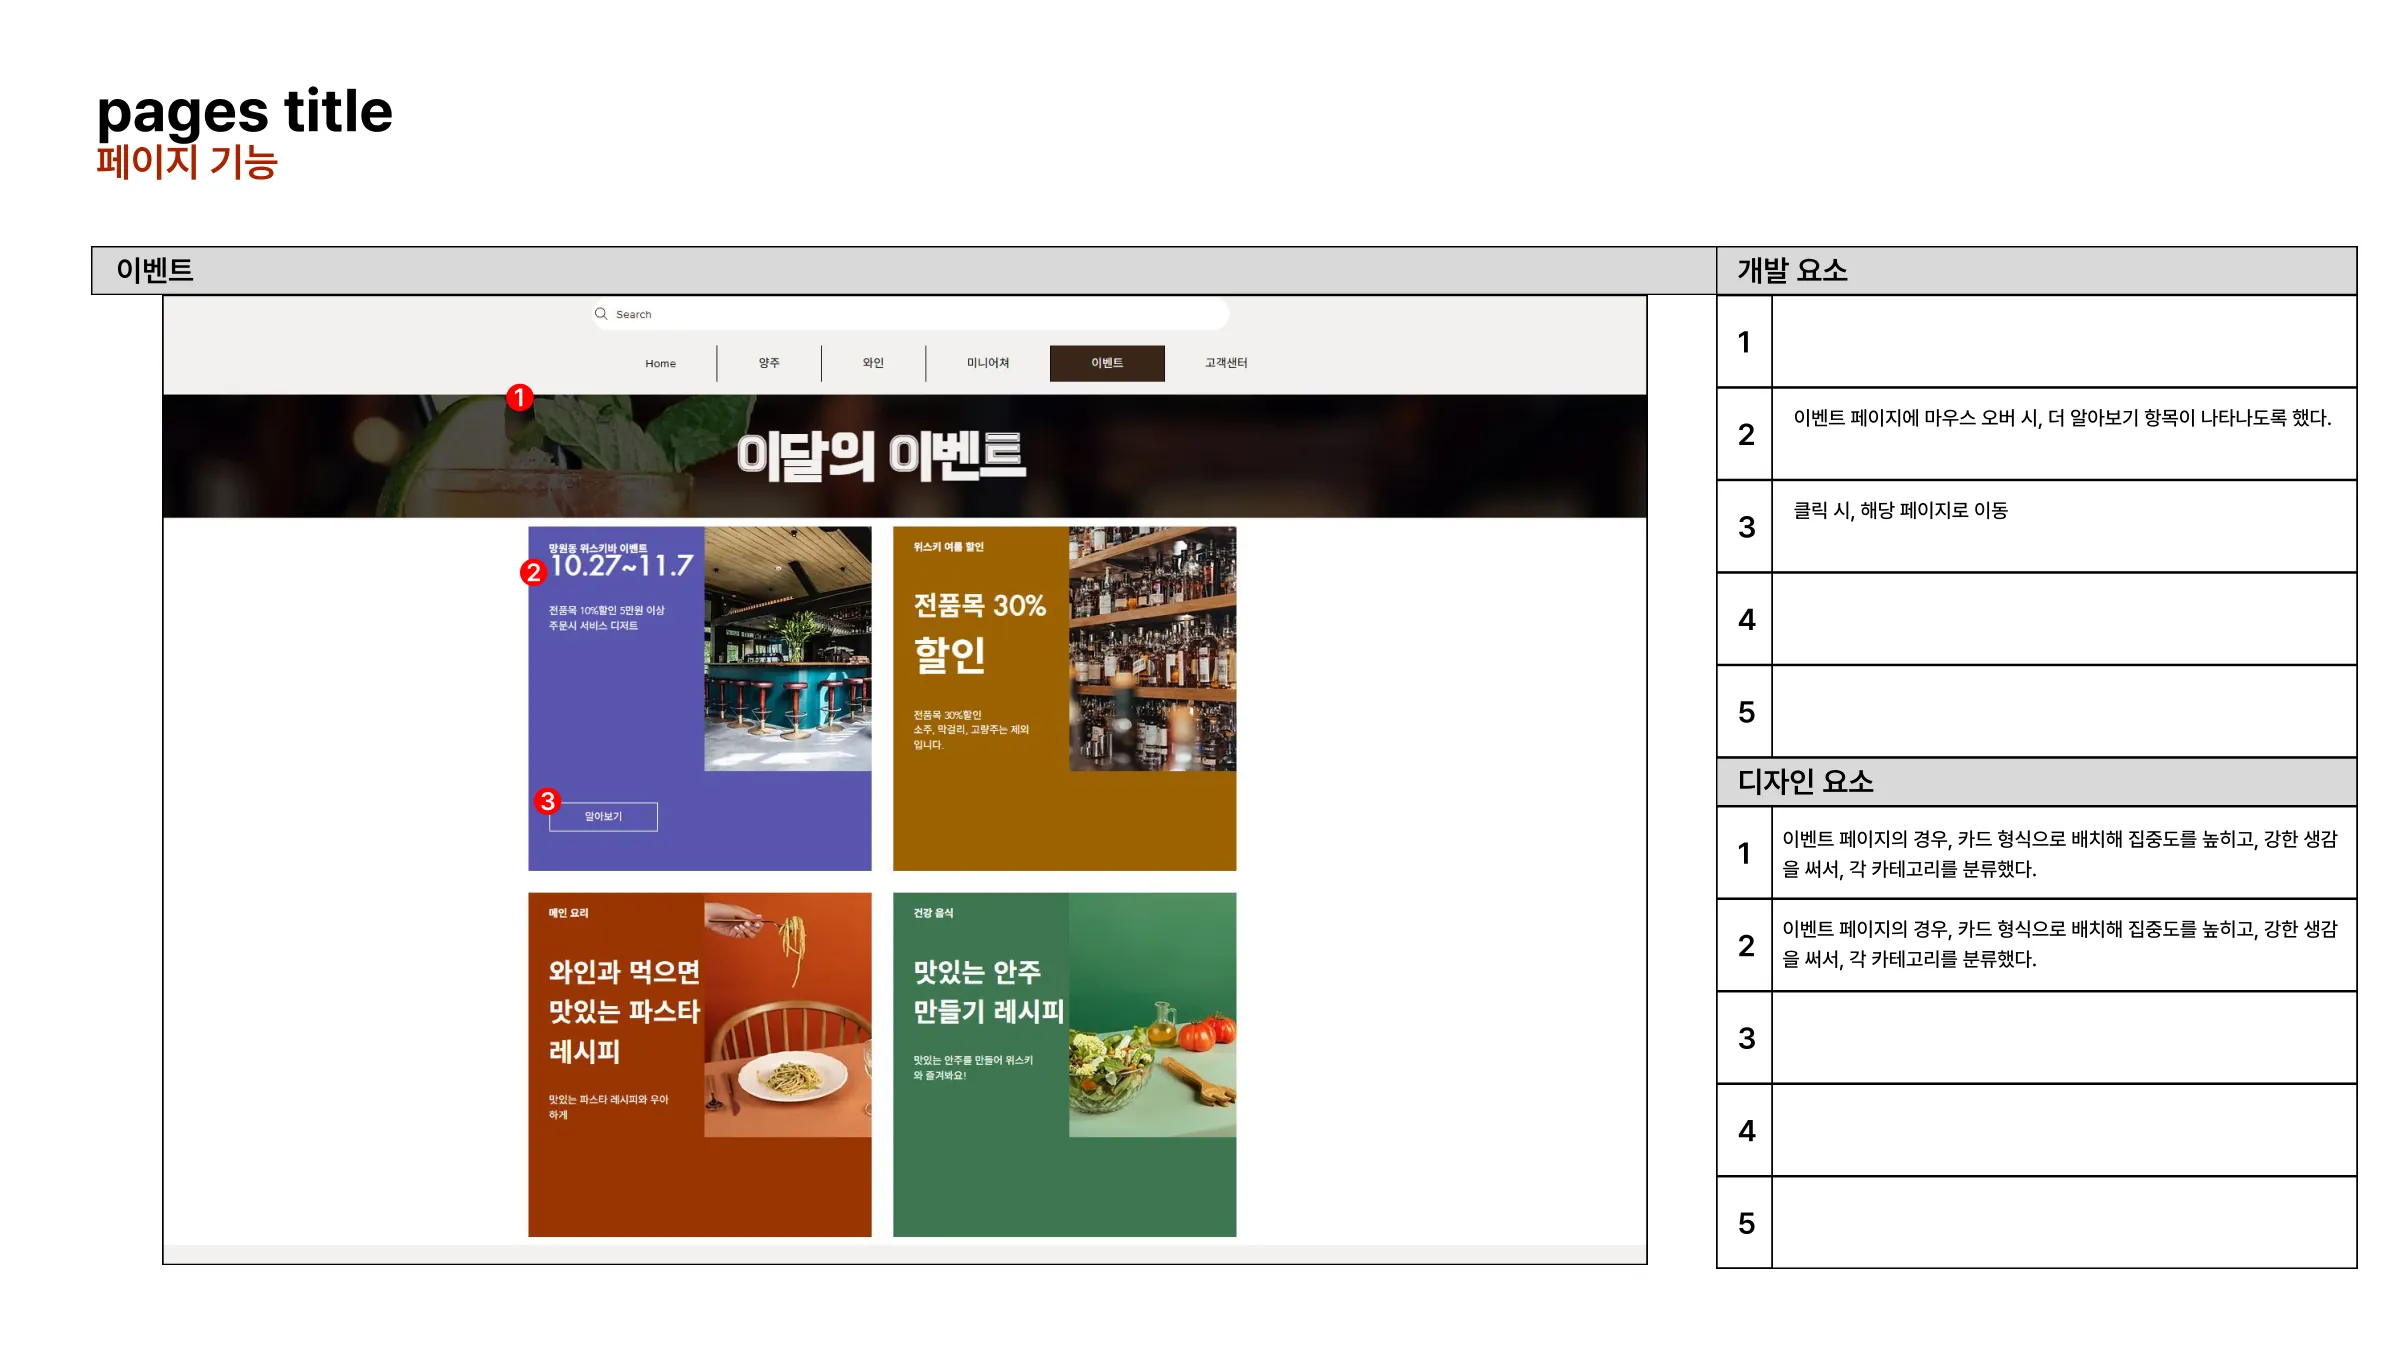 pages title
페이지 기능
이벤트
Search
Home
양주
와인
미니어쳐
이벤트
고객샌터
1
이달의 이벤트
망원동 위스키바 이벤트
2
10.27~11.7
전품목 10%할인 5만원 이상
주문시 서비스 디저트
3
알아보기
위스키 여름 할인
전품목 30%
할인
전품목 30%할인
소주, 막걸리, 고량주는 제외
입니다.
메인 요리
와인과 먹으면
맛있는 파스타
레시피
맛있는 파스타 레시피와 우아
하게
건강 음식
맛있는 안주
만들기 레시피
맛있는 안주를 만들어 위스키
와 즐겨봐요!
개발 요소
1
2
이벤트 페이지에 마우스 오버 시, 더 알아보기 항목이 나타나도록 했다.
3
클릭 시, 해당 페이지로 이동
4
5
디자인 요소
1
이벤트 페이지의 경우, 카드 형식으로 배치해 집중도를 높히고, 강한 생감
을 써서, 각 카테고리를 분류했다.
2
이벤트 페이지의 경우, 카드 형식으로 배치해 집중도를 높히고, 강한 생감
을 써서, 각 카테고리를 분류했다.
3
4
5